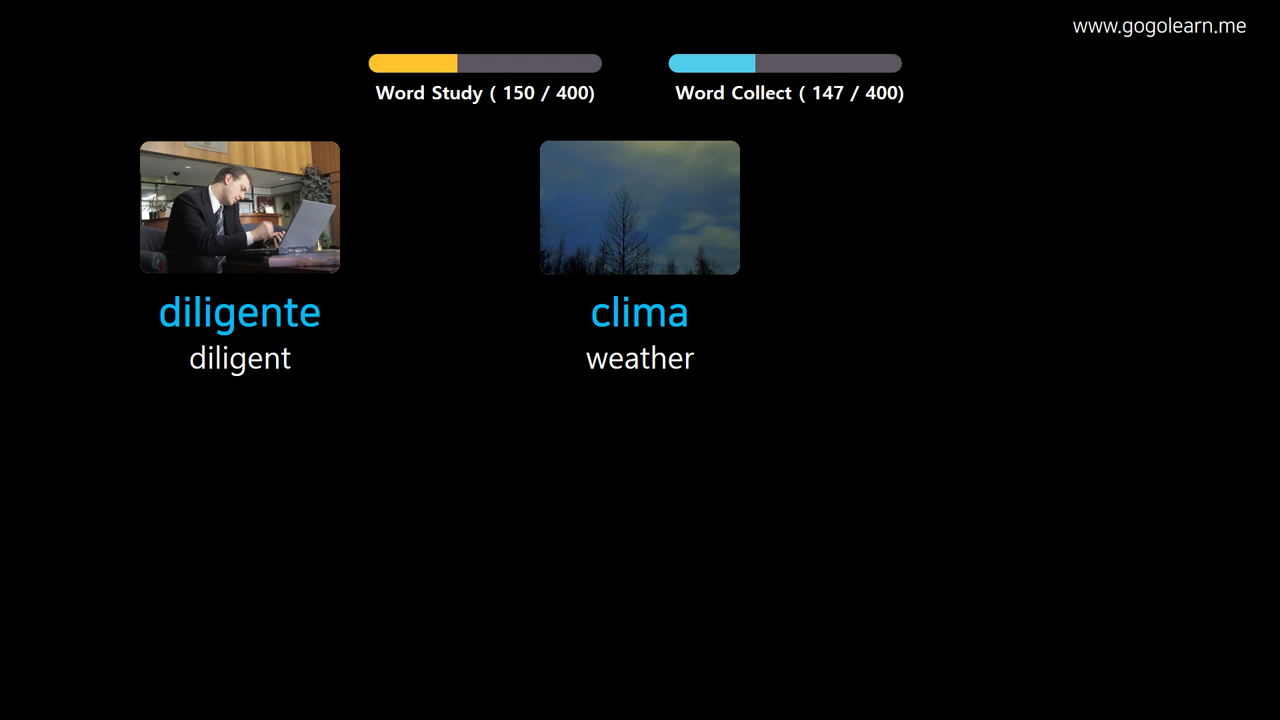 www.gogolearn.me
Word Study ( 150 / 400)
Word Collect ( 147 / 400)
diligente
diligent
clima
weather